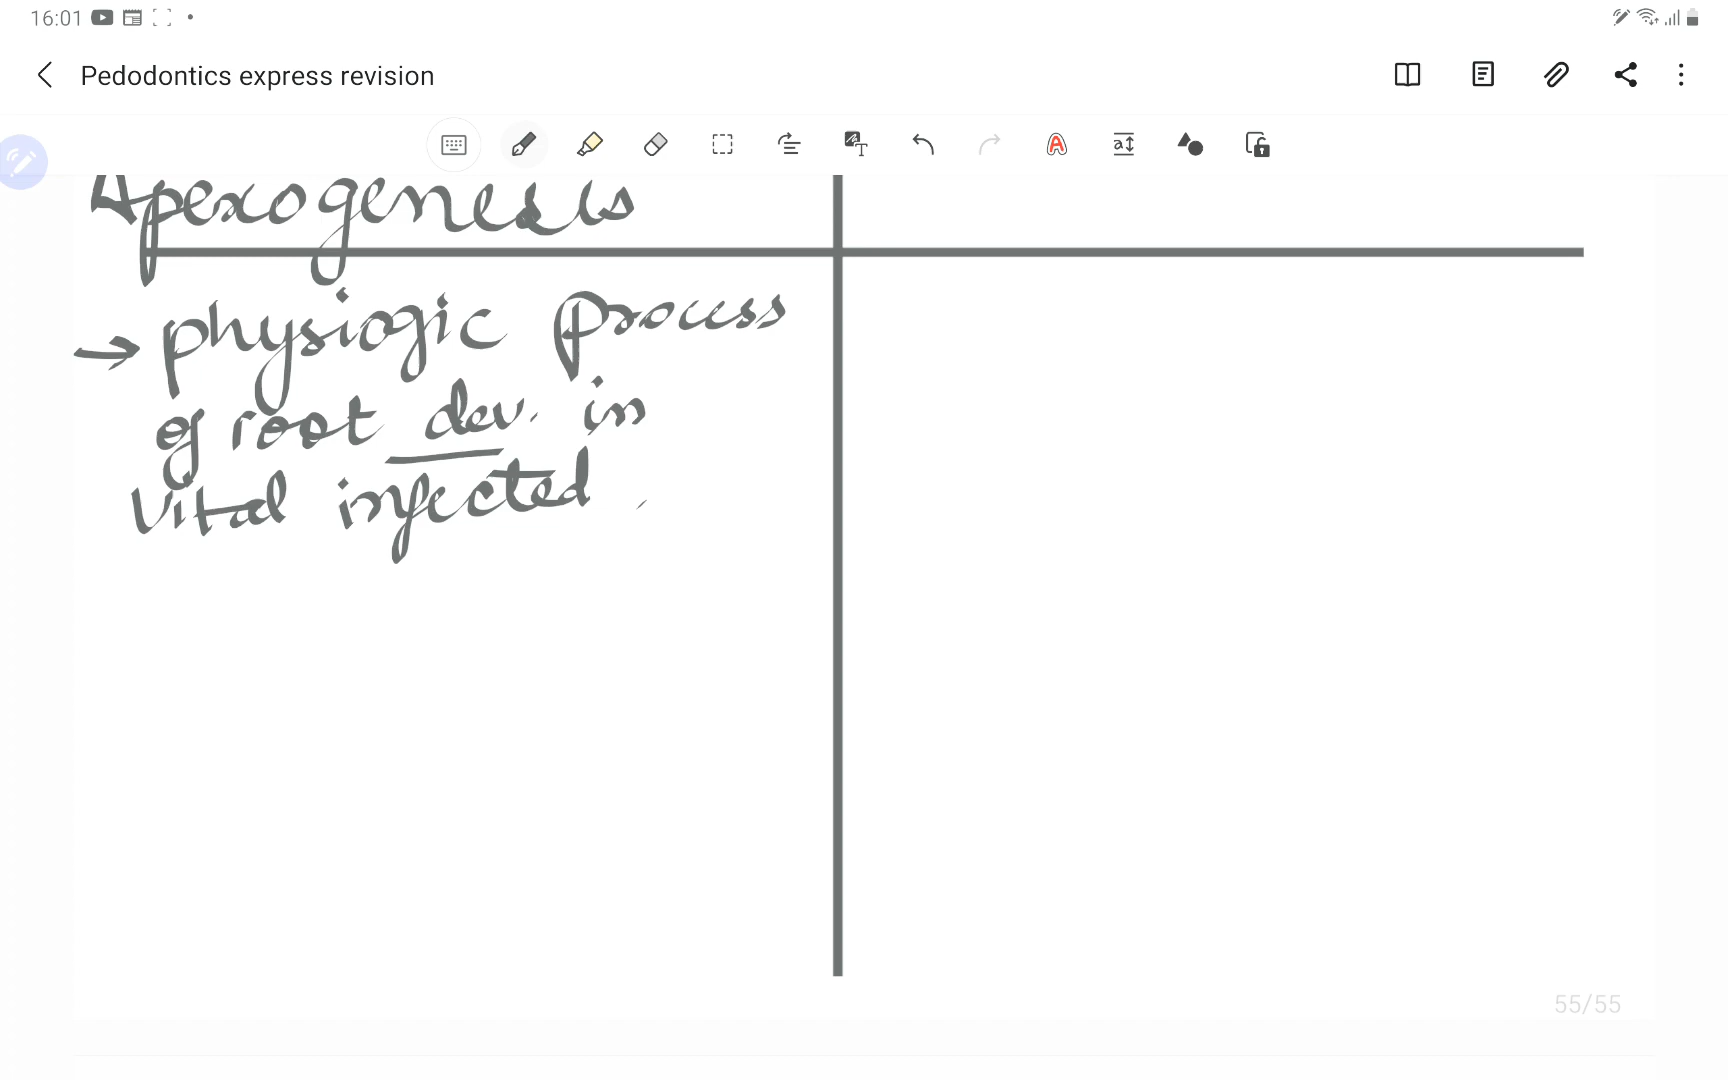 16:01
Pedodontics express revision
Apexogenesis
→ physiogic process
of root dev. in
Vital infected
55/55